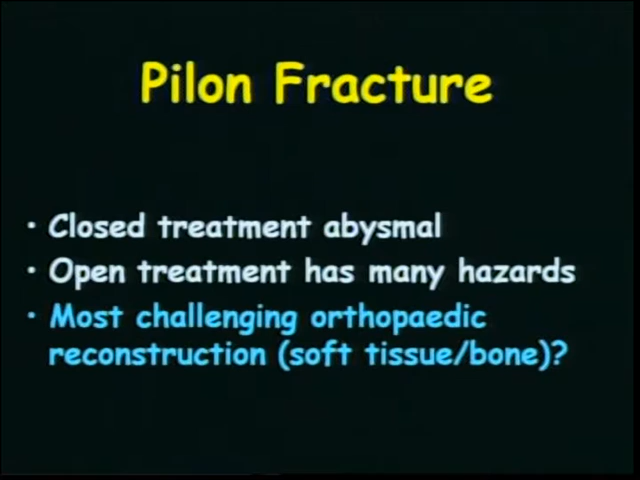 Pilon Fracture
· Closed treatment abysmal
· Open treatment has many hazards
· Most challenging orthopaedic
reconstruction (soft tissue/bone)?